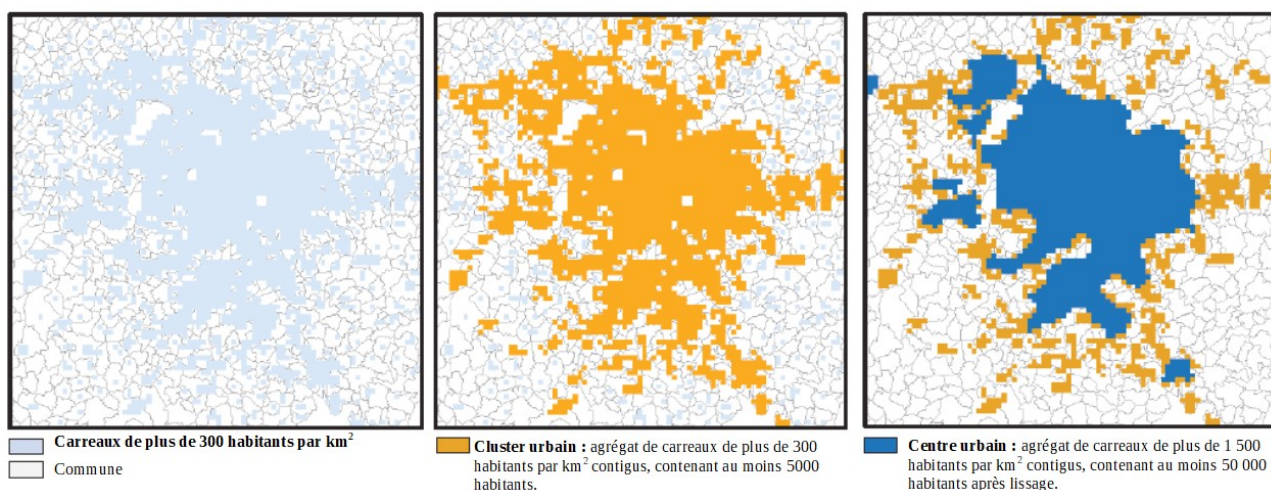 Carreaux de plus de 300 habitants par km²
Commune
Cluster urbain : agrégat de carreaux de plus de 300
habitants par km² contigus, contenant au moins 5000
habitants.
Centre urbain : agrégat de carreaux de plus de 1 500
habitants par km² contigus, contenant au moins 50 000
habitants après lissage.